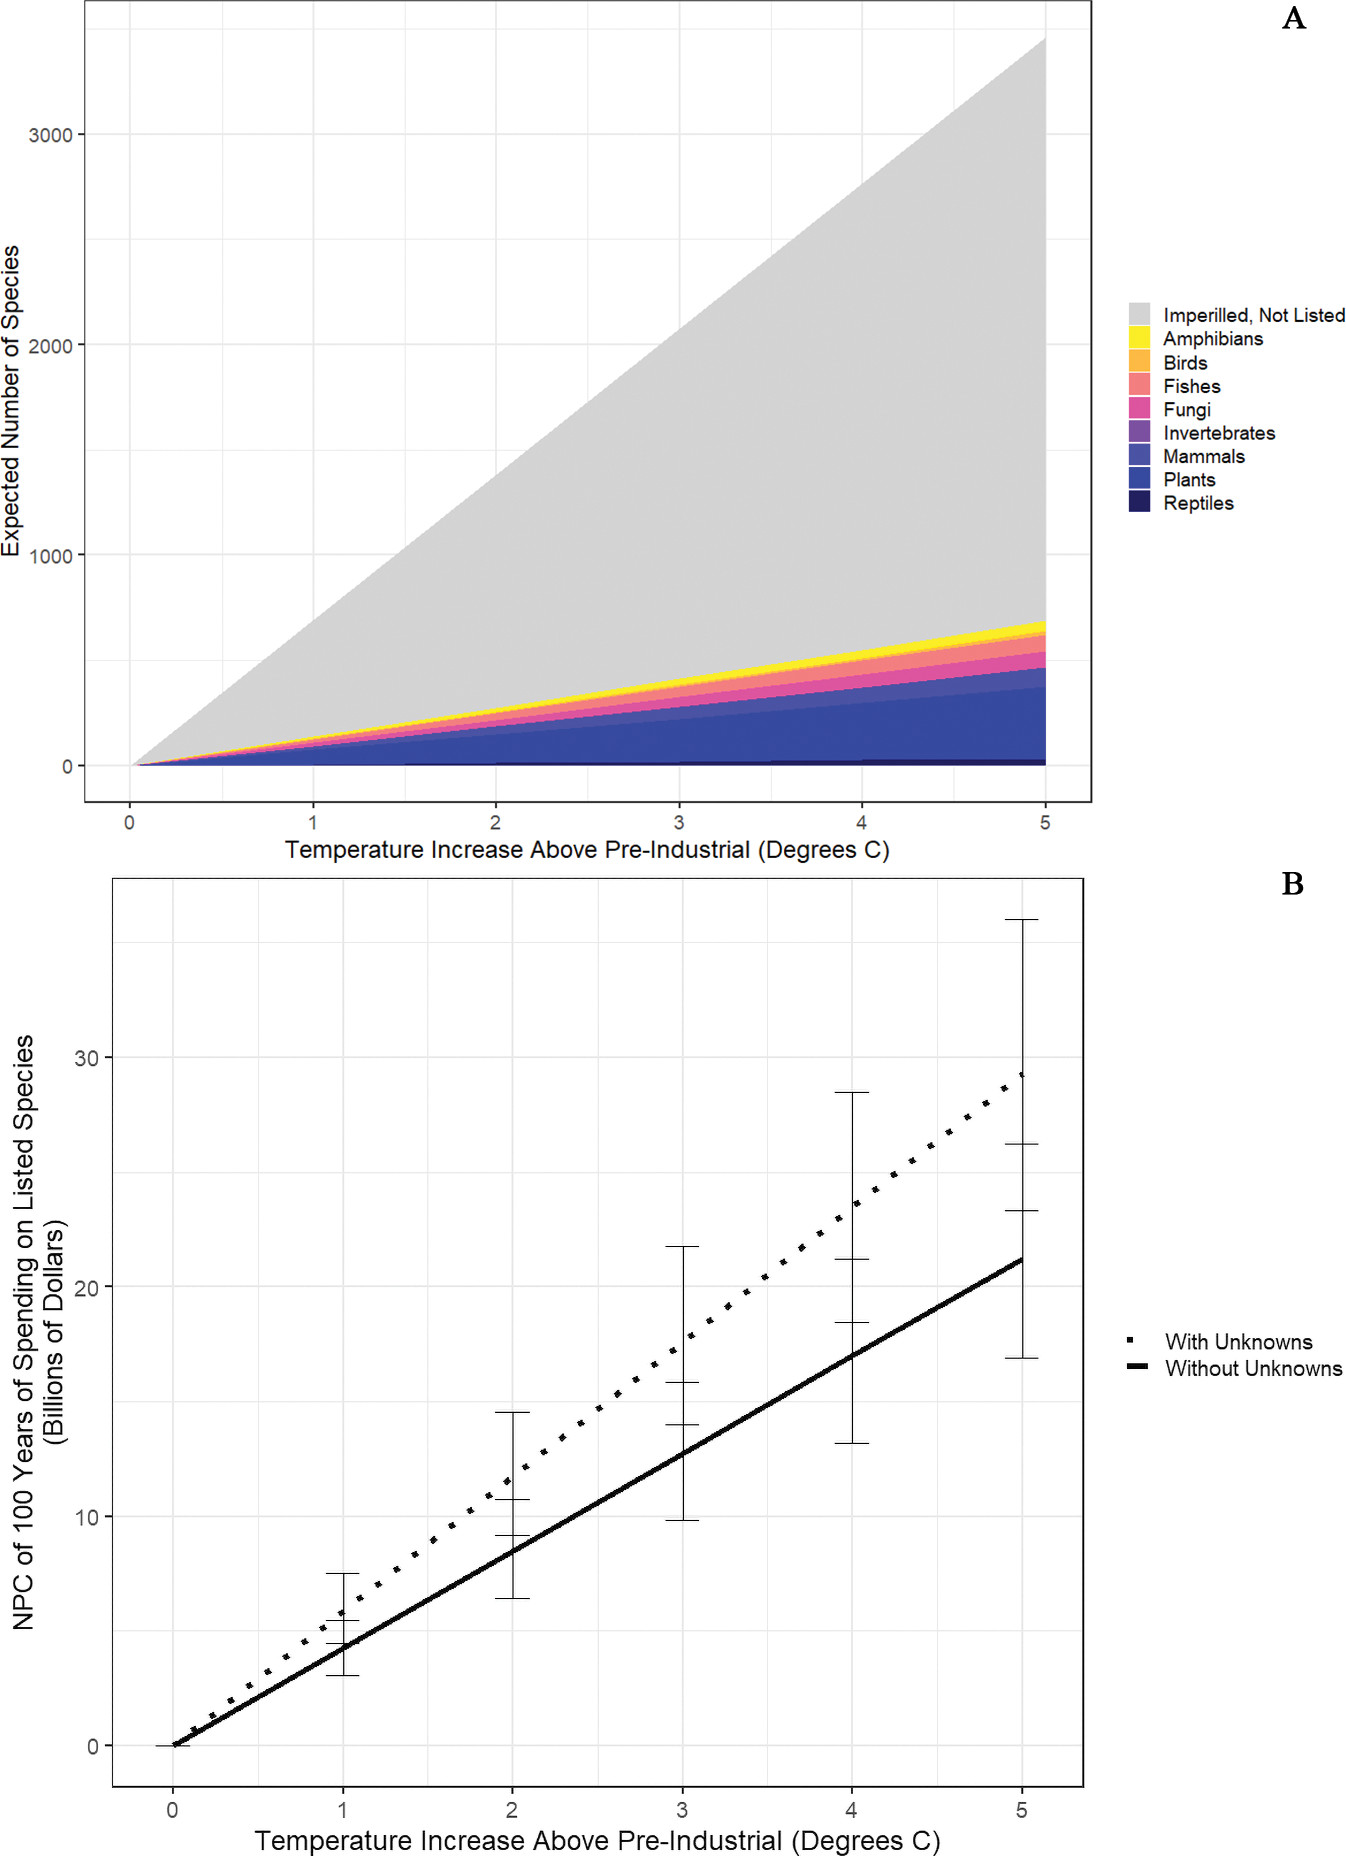 A
3000
2000
1000
0
Expected Number of Species
0 1 2 3 4 5
Temperature Increase Above Pre-Industrial (Degrees C)
Imperilled, Not Listed
Amphibians
Birds
Fishes
Fungi
Invertebrates
Mammals
Plants
Reptiles
B
30
20
10
0
NPC of 100 Years of Spending on Listed Species
(Billions of Dollars)
0 1 2 3 4 5
Temperature Increase Above Pre-Industrial (Degrees C)
With Unknowns
Without Unknowns